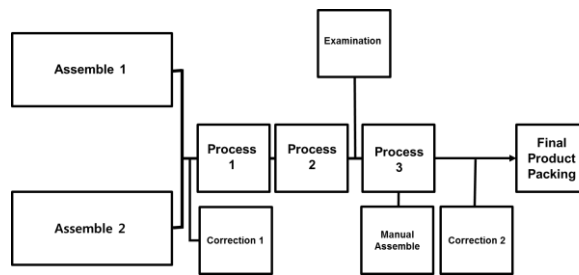 Examination
Assemble 1
Process
1
Process
2
Process
3
Final
Product
Packing
Assemble 2
Correction 1
Manual
Assemble
Correction 2